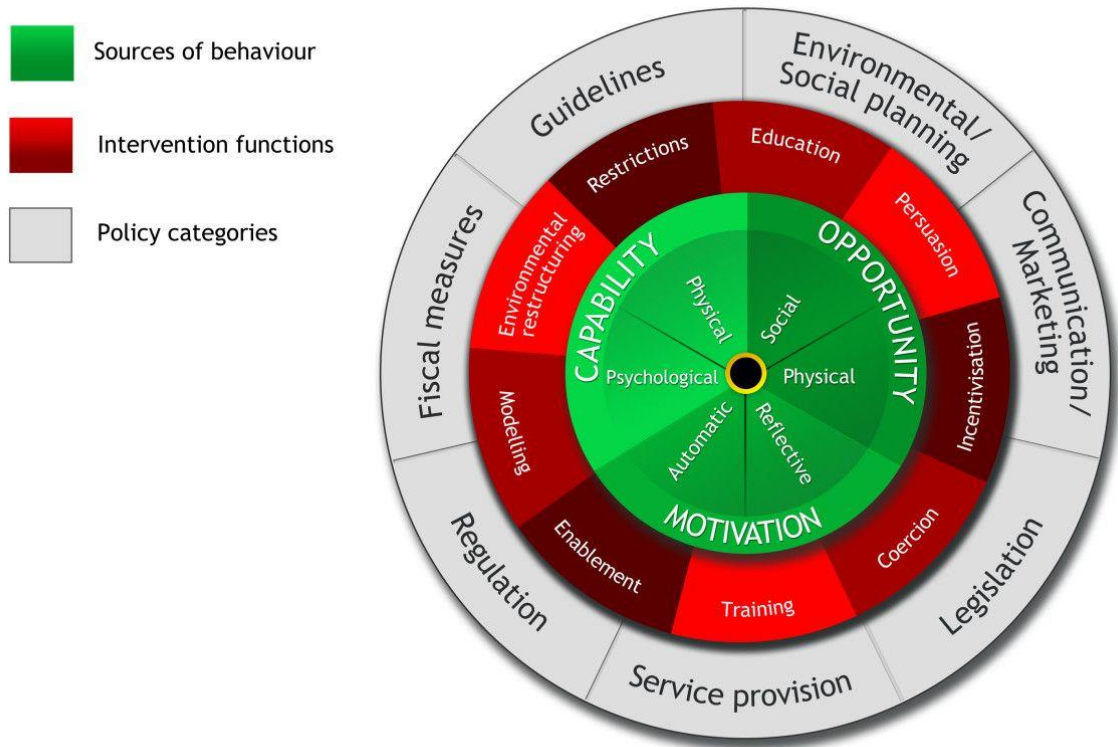 Sources of behaviour
Intervention functions
Policy categories
Guidelines
Environmental/
Social planning
Communication/
Marketing
Legislation
Service provision
Regulation
Fiscal measures
Restrictions
Education
Persuasion
Incentivisation
Coercion
Training
Enablement
Modelling
Environmental
restructuring
CAPABILITY
OPPORTUNITY
MOTIVATION
Physical
Social
Psychological
Physical
Automatic
Reflective